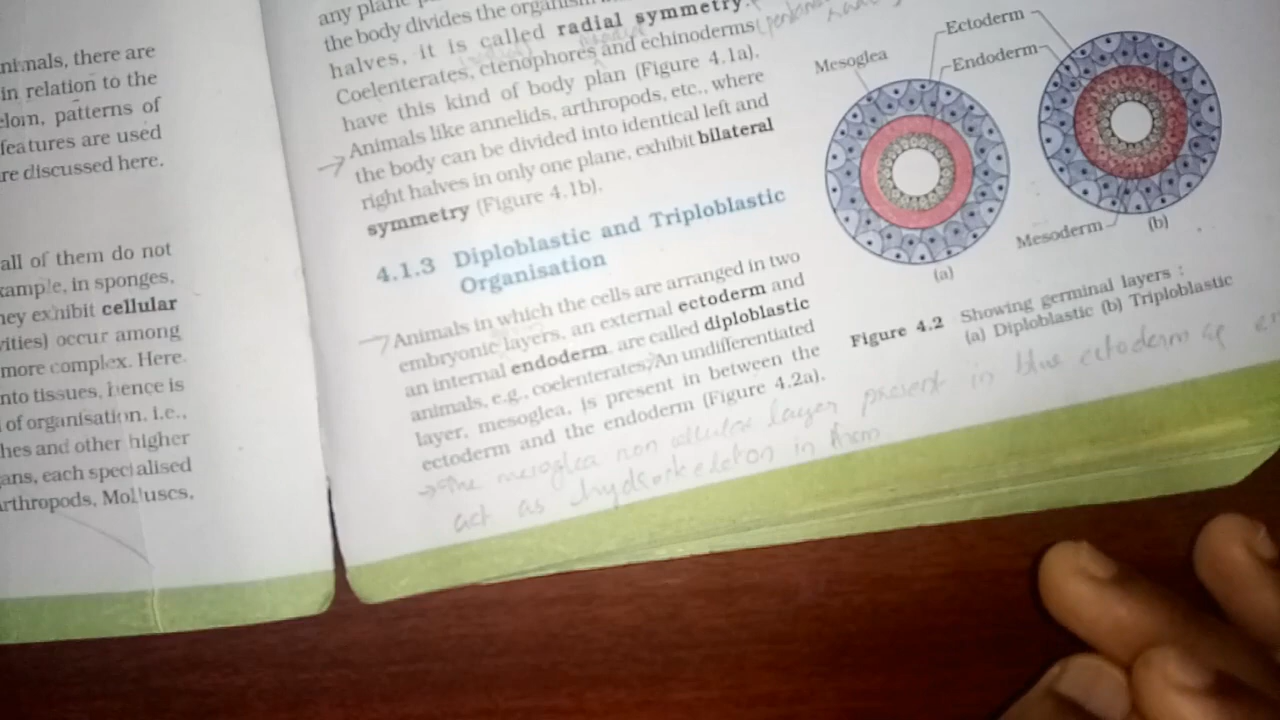 nimals, there are
in relation to the
elom, patterns of
features are used
re discussed here.
all of them do not
xample, in sponges,
hey exhibit cellular
vities) occur among
more complex. Here,
nto tissues, hence is
of organisation, i.e.,
hes and other higher
ans, each specialised
rthropods, Molluscs,
any plane
the body divides the organism
halves, it is called radial symmetry.
Coelenterates, ctenophores and echinoderms
have this kind of body plan (Figure 4.1a).
Animals like annelids, arthropods, etc., where
the body can be divided into identical left and
right halves in only one plane, exhibit bilateral
symmetry (Figure 4.1b).
4.1.3 Diploblastic and Triploblastic
Organisation
Animals in which the cells are arranged in two
embryonic layers, an external ectoderm and
an internal endoderm, are called diploblastic
animals, e.g., coelenterates. An undifferentiated
layer, mesoglea, is present in between the
ectoderm and the endoderm (Figure 4.2a).
The mesoglea non cellular layer present in the ectoderm
act as hydroskeleton in them
Mesoglea
Ectoderm
Endoderm
Mesoderm
(a)
(b)
Figure 4.2 Showing germinal layers :
(a) Diploblastic (b) Triploblastic